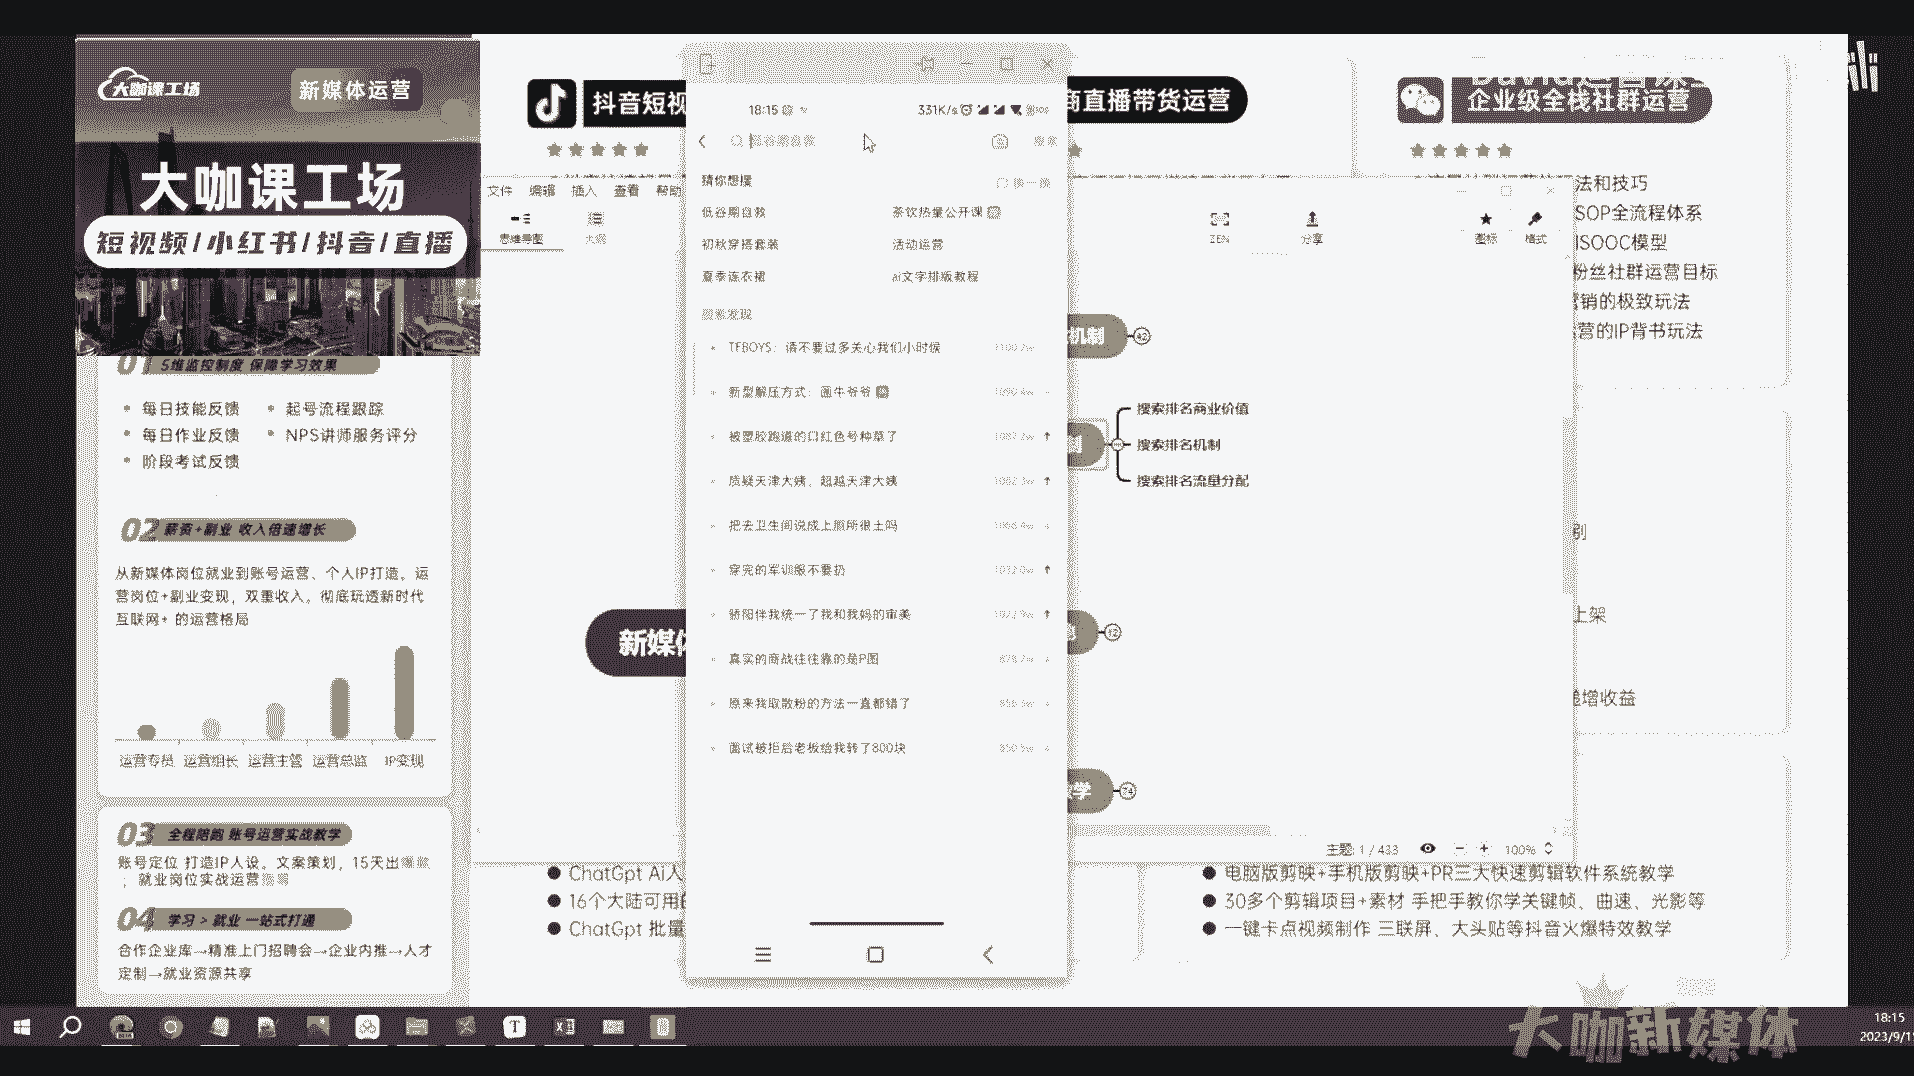 大咖课工场
新媒体运营
大咖课工场
短视频/小红书/抖音/直播
01 5维监控制度 保障学习效果
每日技能反馈
起号流程跟踪
每日作业反馈
NPS讲师服务评分
阶段考试反馈
02 薪资+副业 收入倍速增长
从新媒体岗位就业到账号运营、个人IP打造。运
营岗位+副业变现，双重收入。彻底玩透新时代
互联网+ 的运营格局
运营专员 运营组长 运营主管 运营总监 IP变现
03 全程陪跑 账号运营实战教学
账号定位 打造IP人设。文案策划，15天出
；就业岗位实战运营
04 学习 > 就业 一站式打通
合作企业库→精准上门招聘会→企业内推→人才
定制→就业资源共享
抖音短视
商直播带货运营
企业级全栈社群运营
文件 编辑 插入 查看 帮助
思维导图 大纲
ZEN 分享 图标 格式
18:15
331K/s
搜索
猜你想搜
换一换
低谷期自救
茶饮热量公开课
初秋穿搭套装
活动运营
夏季连衣裙
ai文字排版教程
搜索发现
TFBOYS：请不要过多关心我们小时候
新型解压方式：画牛爷爷
被塑胶跑道的口红色号种草了
质疑天津大姨，超越天津大姨
把去卫生间说成上厕所很土吗
穿完的军训服不要扔
骄阳伴我统一了我和我妈的审美
真实的商战往往靠的是P图
原来我取散粉的方法一直都错了
面试被拒后老板给我转了800块
新媒体
机制
42
搜索排名商业价值
搜索排名机制
搜索排名流量分配
12
学
74
主题: 1 / 433
100%
法和技巧
SOP全流程体系
ISOOC模型
粉丝社群运营目标
营销的极致玩法
营的IP背书玩法
刷
上架
递增收益
ChatGpt Ai人
16个大陆可用的
ChatGpt 批量
电脑版剪映+手机版剪映+PR三大快速剪辑软件系统教学
30多个剪辑项目+素材 手把手教你学关键帧、曲速、光影等
一键卡点视频制作 三联屏、大头贴等抖音火爆特效教学
大咖新媒体
18:15
2023/9/1